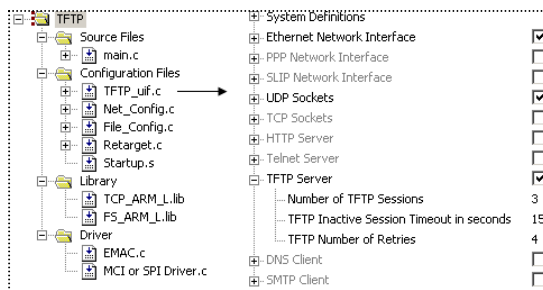 TFTP
Source Files
main.c
Configuration Files
TFTP_uif.c
Net_Config.c
File_Config.c
Retarget.c
Startup.s
Library
TCP_ARM_L.lib
FS_ARM_L.lib
Driver
EMAC.c
MCI or SPI Driver.c
System Definitions
Ethernet Network Interface
PPP Network Interface
SLIP Network Interface
UDP Sockets
TCP Sockets
HTTP Server
Telnet Server
TFTP Server
Number of TFTP Sessions 3
TFTP Inactive Session Timeout in seconds 15
TFTP Number of Retries 4
DNS Client
SMTP Client